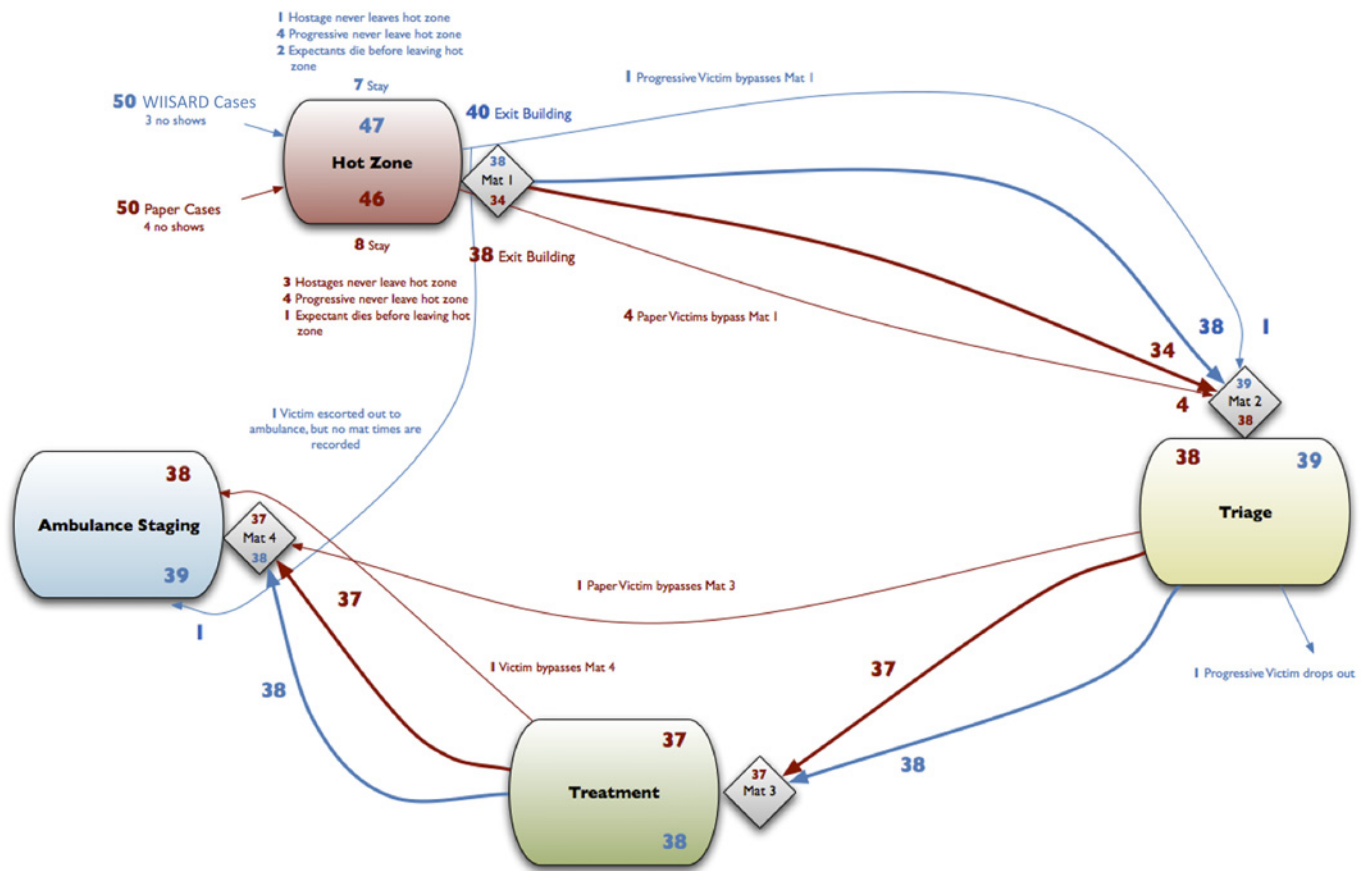 1 Hostage never leaves hot zone
4 Progressive never leave hot zone
2 Expectants die before leaving hot
zone
7 Stay
1 Progressive Victim bypasses Mat 1
50 WIISARD Cases
3 no shows
40 Exit Building
47
Hot Zone
46
38
Mat 1
34
50 Paper Cases
4 no shows
8 Stay
38 Exit Building
3 Hostages never leave hot zone
4 Progressive never leave hot zone
1 Expectant dies before leaving hot
zone
4 Paper Victims bypass Mat 1
38
1
34
4
39
Mat 2
38
1 Victim escorted out to
ambulance, but no mat times are
recorded
38
39
Triage
38
Ambulance Staging
39
37
Mat 4
38
1
37
38
1 Paper Victim bypasses Mat 3
1 Victim bypasses Mat 4
37
38
1 Progressive Victim drops out
37
Treatment
38
37
Mat 3